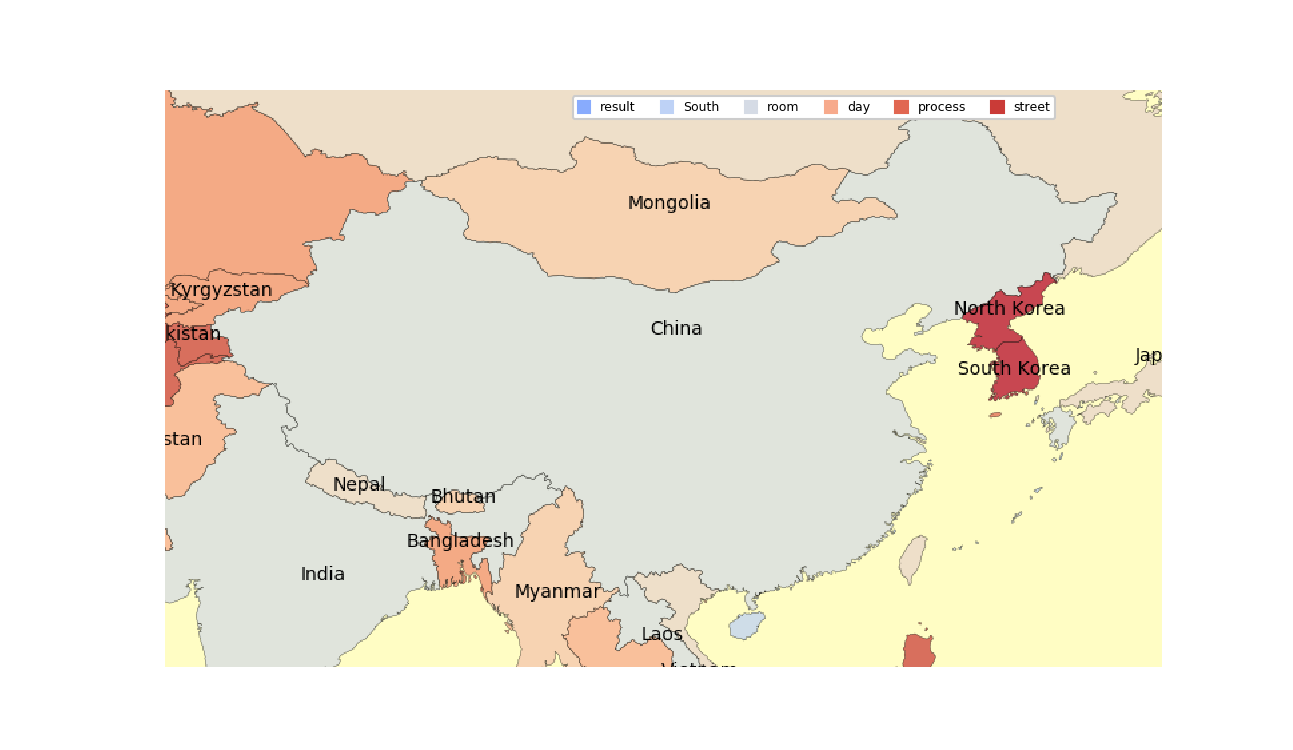 result South room day process street
Mongolia
Kyrgyzstan
North Korea
China
kistan
Jap
South Korea
stan
Nepal
Bhutan
Bangladesh
India
Myanmar
Laos
Vietnam